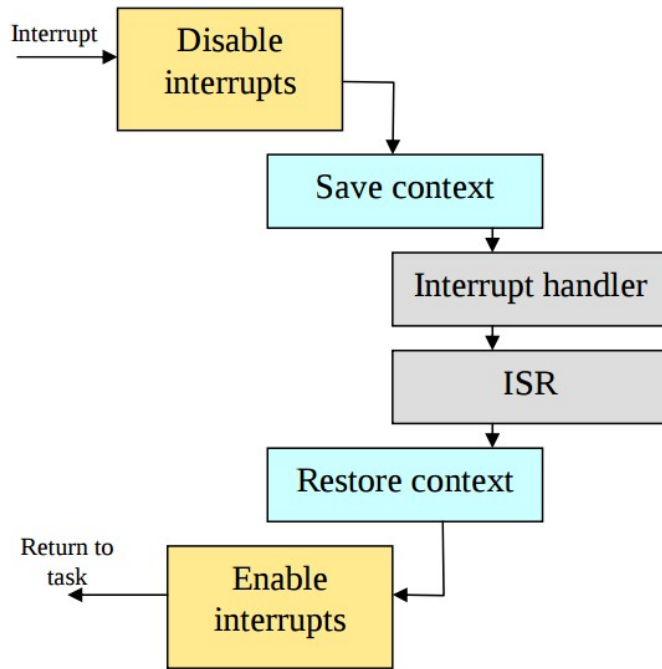 Interrupt
Disable
interrupts
Save context
Interrupt handler
ISR
Restore context
Return to
task
Enable
interrupts